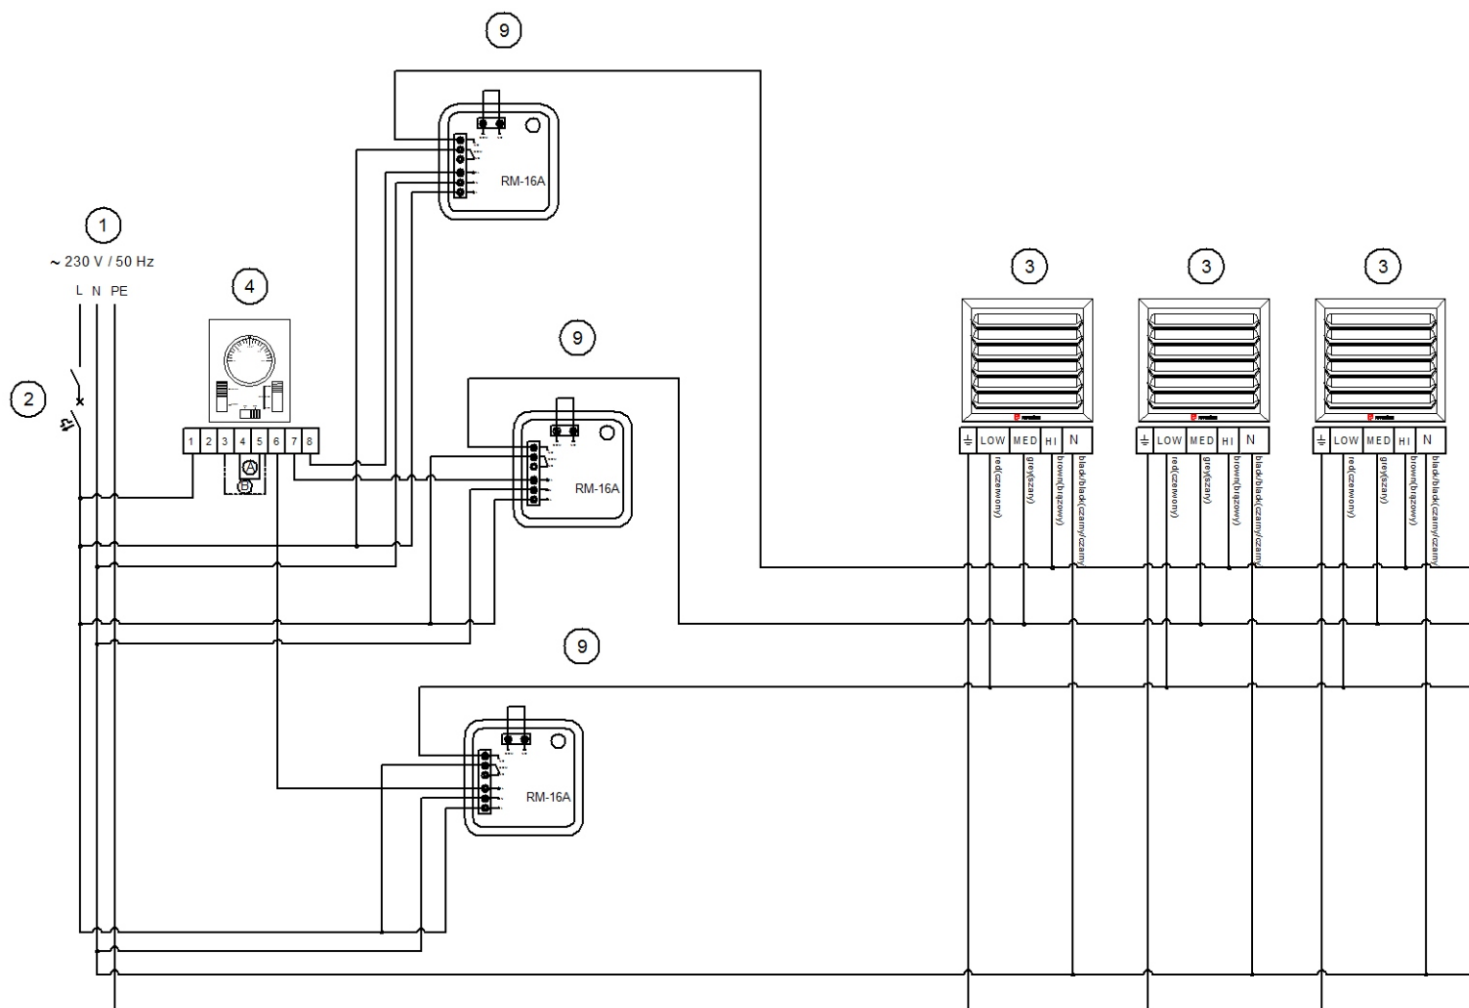 9
RM-16A
1
~ 230 V / 50 Hz
L N PE
4
2
1 2 3 4 5 6 7 8
A
B
9
RM-16A
9
RM-16A
3
3
3
LOW MED HI N
red(czerwony)
grey(szary)
brown(brązowy)
black/black(czarny/czarny
LOW MED HI N
red(czerwony)
grey(szary)
brown(brązowy)
black/black(czarny/czarny
LOW MED HI N
red(czerwony)
grey(szary)
brown(brązowy)
black/black(czarny/czarny